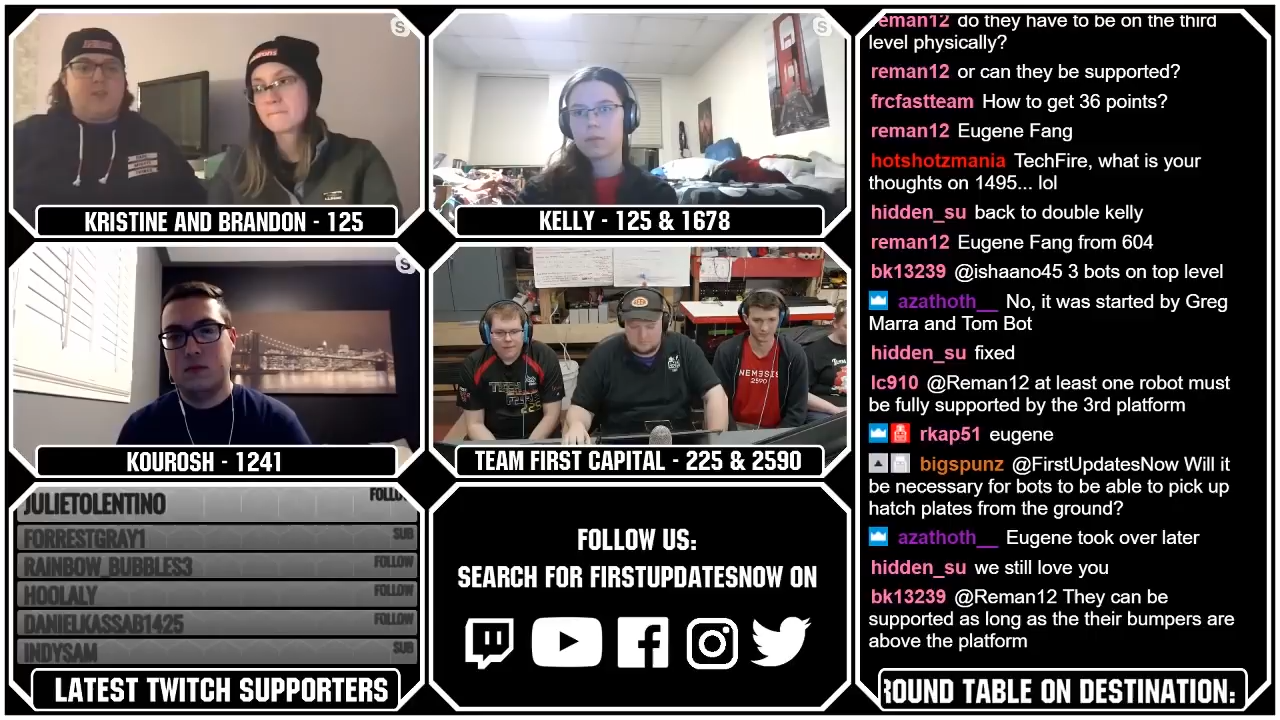 KRISTINE AND BRANDON - 125
KELLY - 125 & 1678
KOUROSH - 1241
NEMESIS
2590
225
TEAM FIRST CAPITAL - 225 & 2590
JULIETOLENTINO
FOLLOW
FORRESTGRAY1 SUB
RAINBOW_BUBBLES3 FOLLOW
HOOLALY FOLLOW
DANIELKASSAB1425 FOLLOW
INDYSAM SUB
LATEST TWITCH SUPPORTERS
FOLLOW US:
SEARCH FOR FIRSTUPDATESNOW ON
reman12 do they have to be on the third
level physically?
reman12 or can they be supported?
frcfastteam How to get 36 points?
reman12 Eugene Fang
hotshotzmania TechFire, what is your
thoughts on 1495... lol
hidden_su back to double kelly
reman12 Eugene Fang from 604
bk13239 @ishaano45 3 bots on top level
azathoth__ No, it was started by Greg
Marra and Tom Bot
hidden_su fixed
lc910 @Reman12 at least one robot must
be fully supported by the 3rd platform
rkap51 eugene
bigspunz @FirstUpdatesNow Will it
be necessary for bots to be able to pick up
hatch plates from the ground?
azathoth__ Eugene took over later
hidden_su we still love you
bk13239 @Reman12 They can be
supported as long as the their bumpers are
above the platform
ROUND TABLE ON DESTINATION: